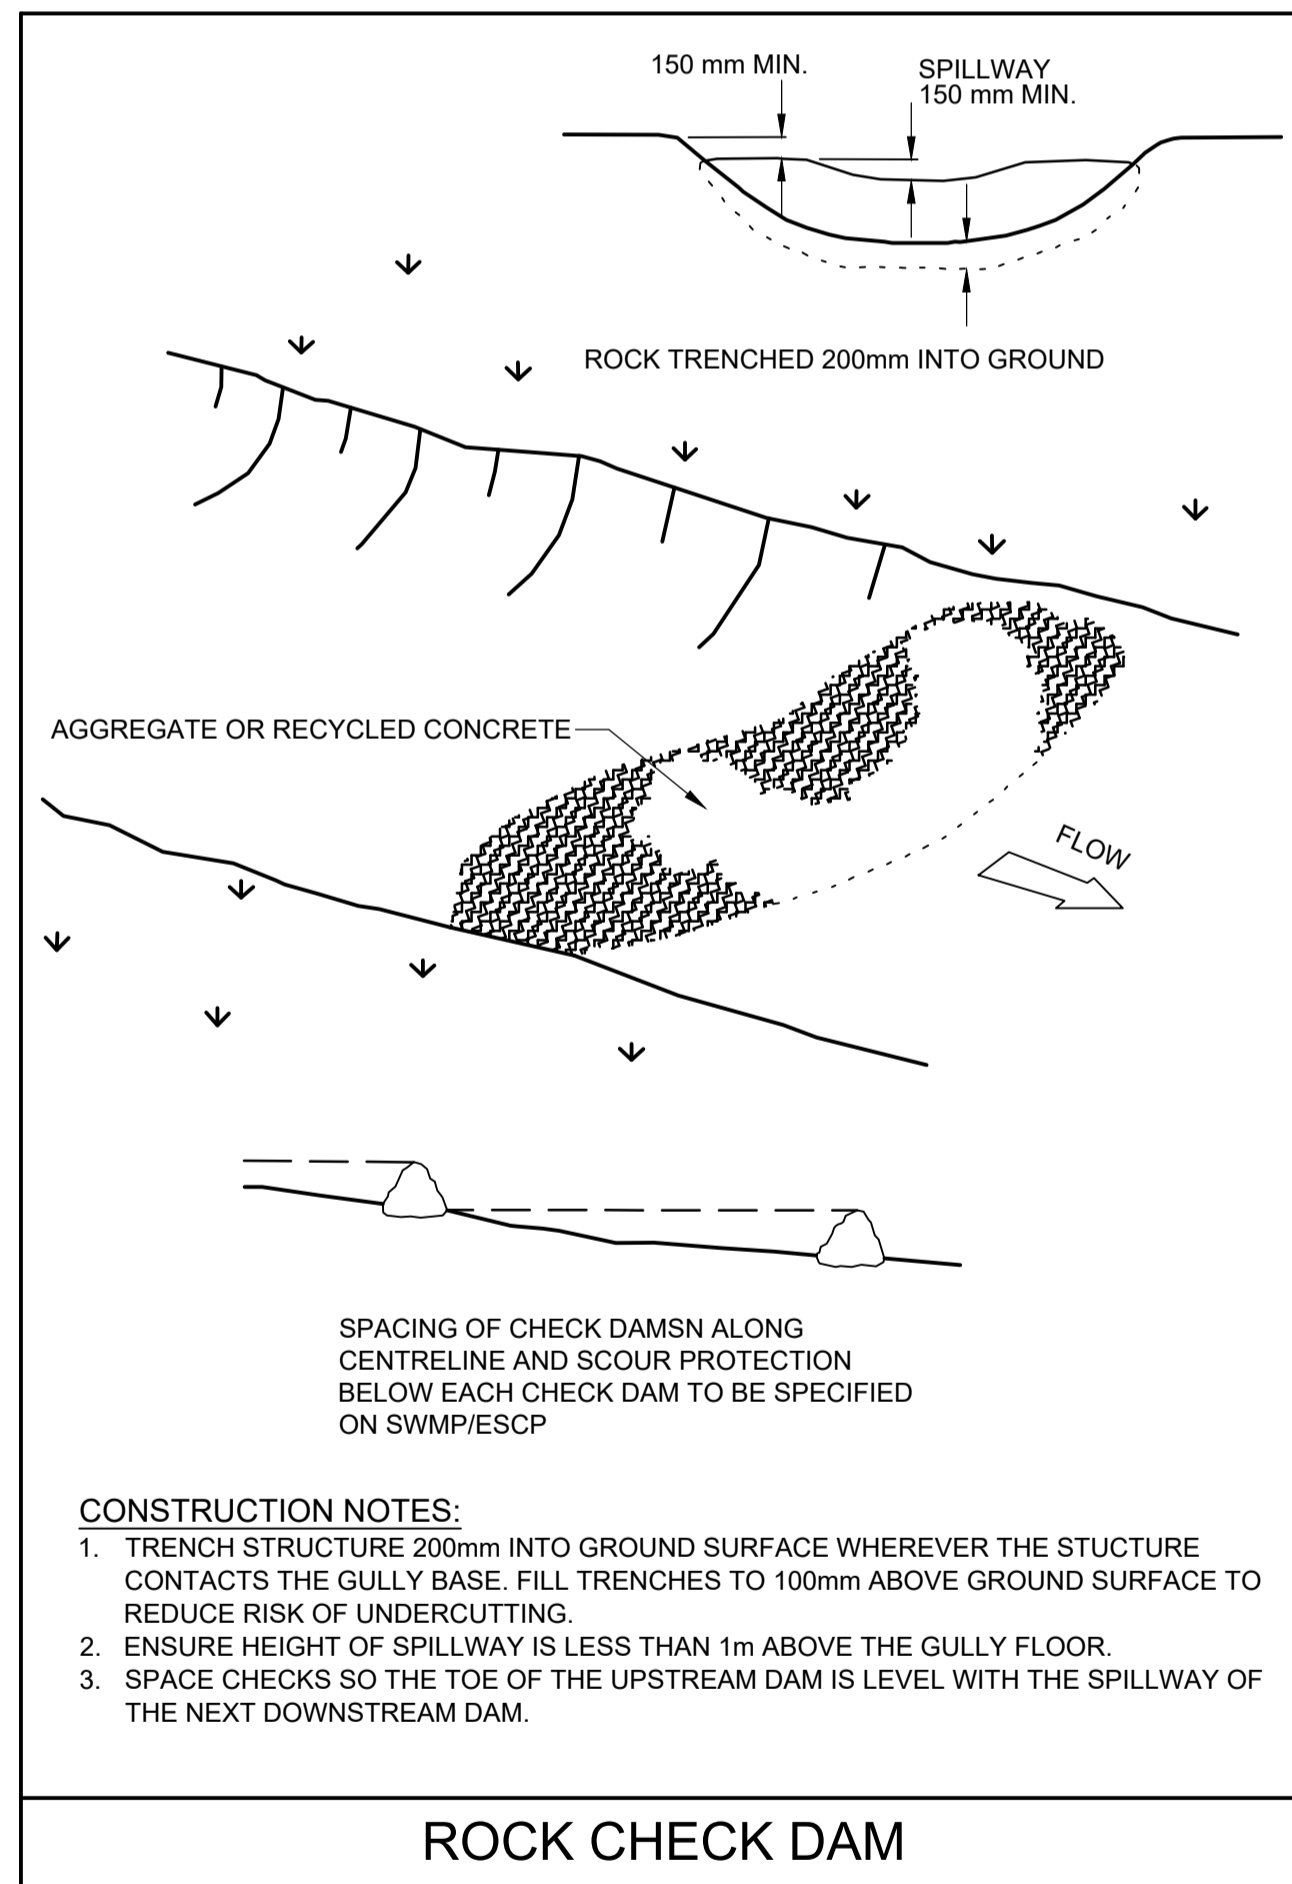 150 mm MIN.
SPILLWAY
150 mm MIN.
ROCK TRENCHED 200mm INTO GROUND
AGGREGATE OR RECYCLED CONCRETE
FLOW
SPACING OF CHECK DAMSN ALONG
CENTRELINE AND SCOUR PROTECTION
BELOW EACH CHECK DAM TO BE SPECIFIED
ON SWMP/ESCP
CONSTRUCTION NOTES:
1. TRENCH STRUCTURE 200mm INTO GROUND SURFACE WHEREVER THE STUCTURE
CONTACTS THE GULLY BASE. FILL TRENCHES TO 100mm ABOVE GROUND SURFACE TO
REDUCE RISK OF UNDERCUTTING.
2. ENSURE HEIGHT OF SPILLWAY IS LESS THAN 1m ABOVE THE GULLY FLOOR.
3. SPACE CHECKS SO THE TOE OF THE UPSTREAM DAM IS LEVEL WITH THE SPILLWAY OF
THE NEXT DOWNSTREAM DAM.
ROCK CHECK DAM